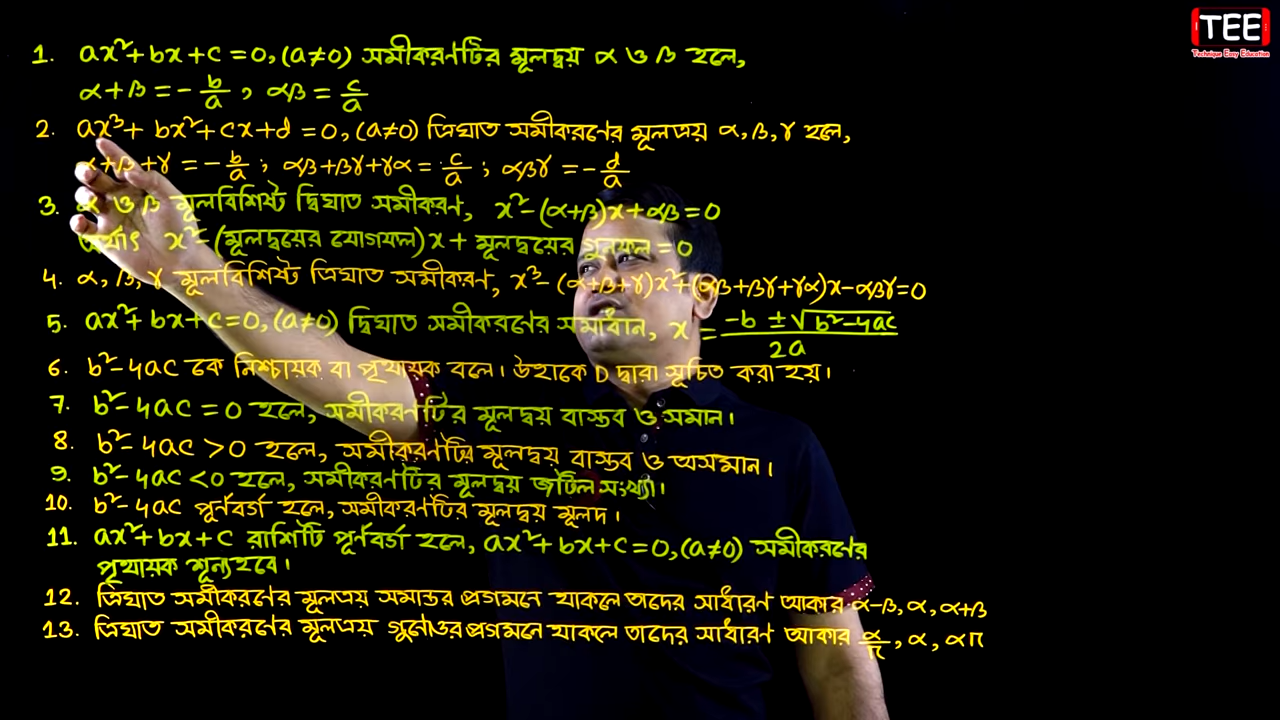 TEE
Technique Easy Education
1. ax²+bx+c=0, (a≠0) সমীকরণটির মূলদ্বয় α ও β হলে,
α+β = -b/a, αβ = c/a
2. ax³+ bx²+cx+d =0, (a≠0) ত্রিঘাত সমীকরণের মূলত্রয় α, β, γ হলে,
α+β+γ = -b/a ; αβ+βγ+γα = c/a ; αβγ = -d/a
3. α ও β মূলবিশিষ্ট দ্বিঘাত সমীকরণ, x²-(α+β)x+αβ=0
অর্থাৎ x²-(মূলদ্বয়ের যোগফল)x + মূলদ্বয়ের গুনফল =0
4. α, β, γ মূলবিশিষ্ট ত্রিঘাত সমীকরণ, x³-(α+β+γ)x²+(αβ+βγ+γα)x-αβγ=0
5. ax²+bx+c=0, (a≠0) দ্বিঘাত সমীকরণের সমাধান, x = (-b ±√(b²-4ac))/2a
6. b²-4ac কে নিশ্চায়ক বা পৃথায়ক বলে। উহাকে D দ্বারা সূচিত করা হয়।
7. b²-4ac =0 হলে, সমীকরণটির মূলদ্বয় বাস্তব ও সমান।
8. b²-4ac >0 হলে, সমীকরণটির মূলদ্বয় বাস্তব ও অসমান।
9. b²-4ac <0 হলে, সমীকরণটির মূলদ্বয় জটিল সংখ্যা।
10. b²-4ac পূর্ণবর্গ হলে, সমীকরণটির মূলদ্বয় মূলদ।
11. ax²+bx+c রাশিটি পূর্ণবর্গ হলে, ax²+bx+c=0, (a≠0) সমীকরণের
পৃথায়ক শূন্য হবে।
12. ত্রিঘাত সমীকরণের মূলত্রয় সমান্তর প্রগমনে থাকলে তাদের সাধারণ আকার α-β, α, α+β
13. ত্রিঘাত সমীকরণের মূলত্রয় গুনোত্তর প্রগমনে থাকলে তাদের সাধারণ আকার α/π, α, απ